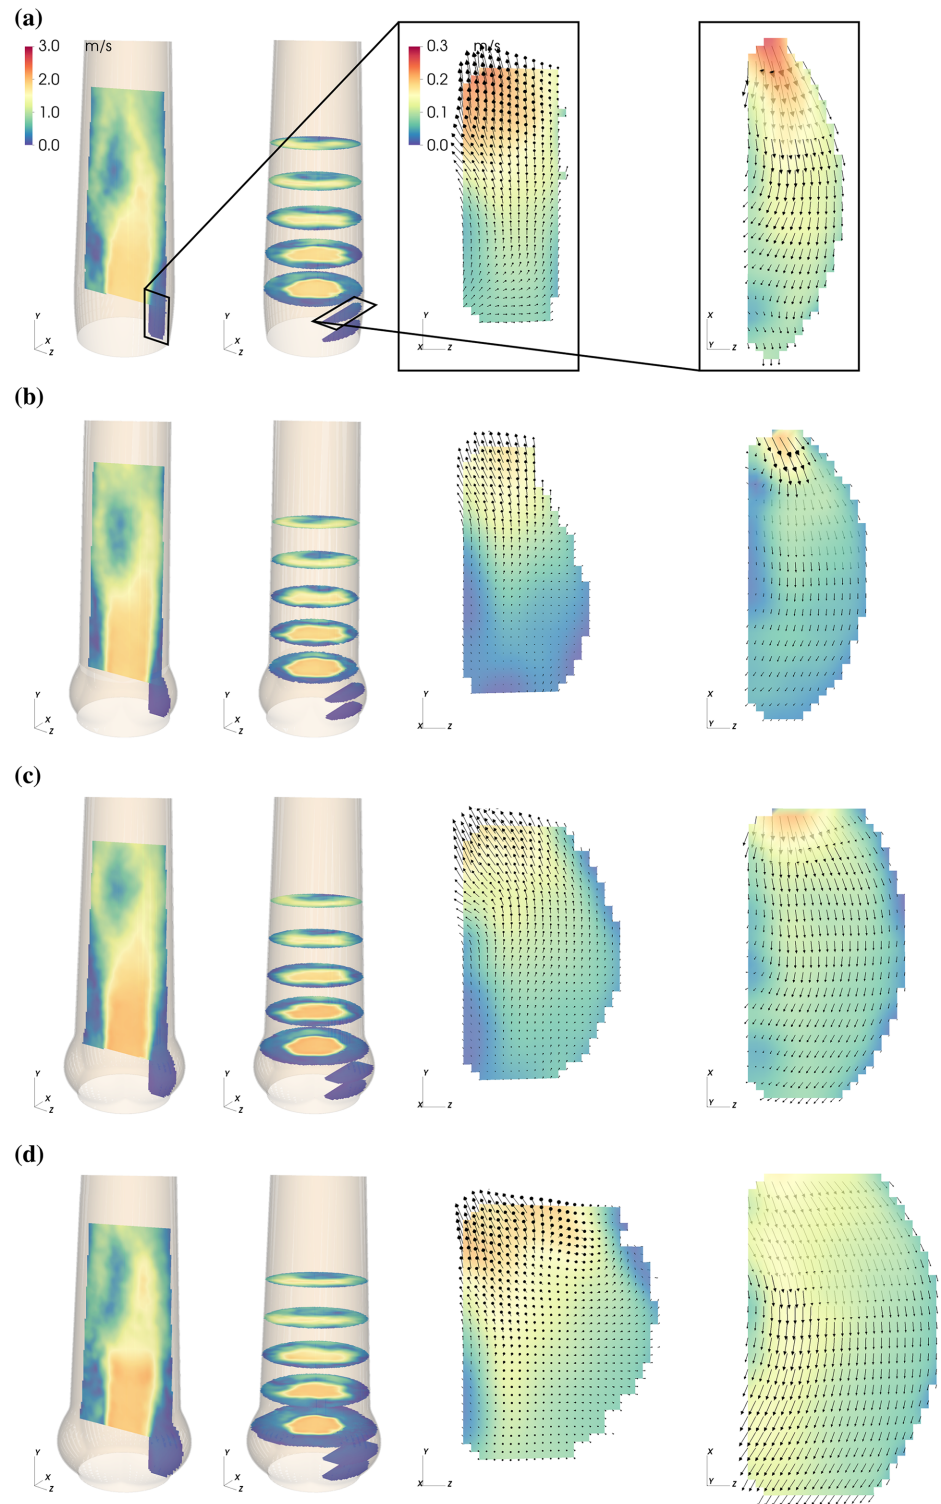 (a)
3.0 m/s
2.0
1.0
0.0
0.3 m/s
0.2
0.1
0.0
Y X Z
Y X Z
Y X Z
X Y Z
(b)
Y X Z
Y X Z
Y X Z
X Y Z
(c)
Y X Z
Y X Z
Y X Z
X Y Z
(d)
Y X Z
Y X Z
Y X Z
X Y Z